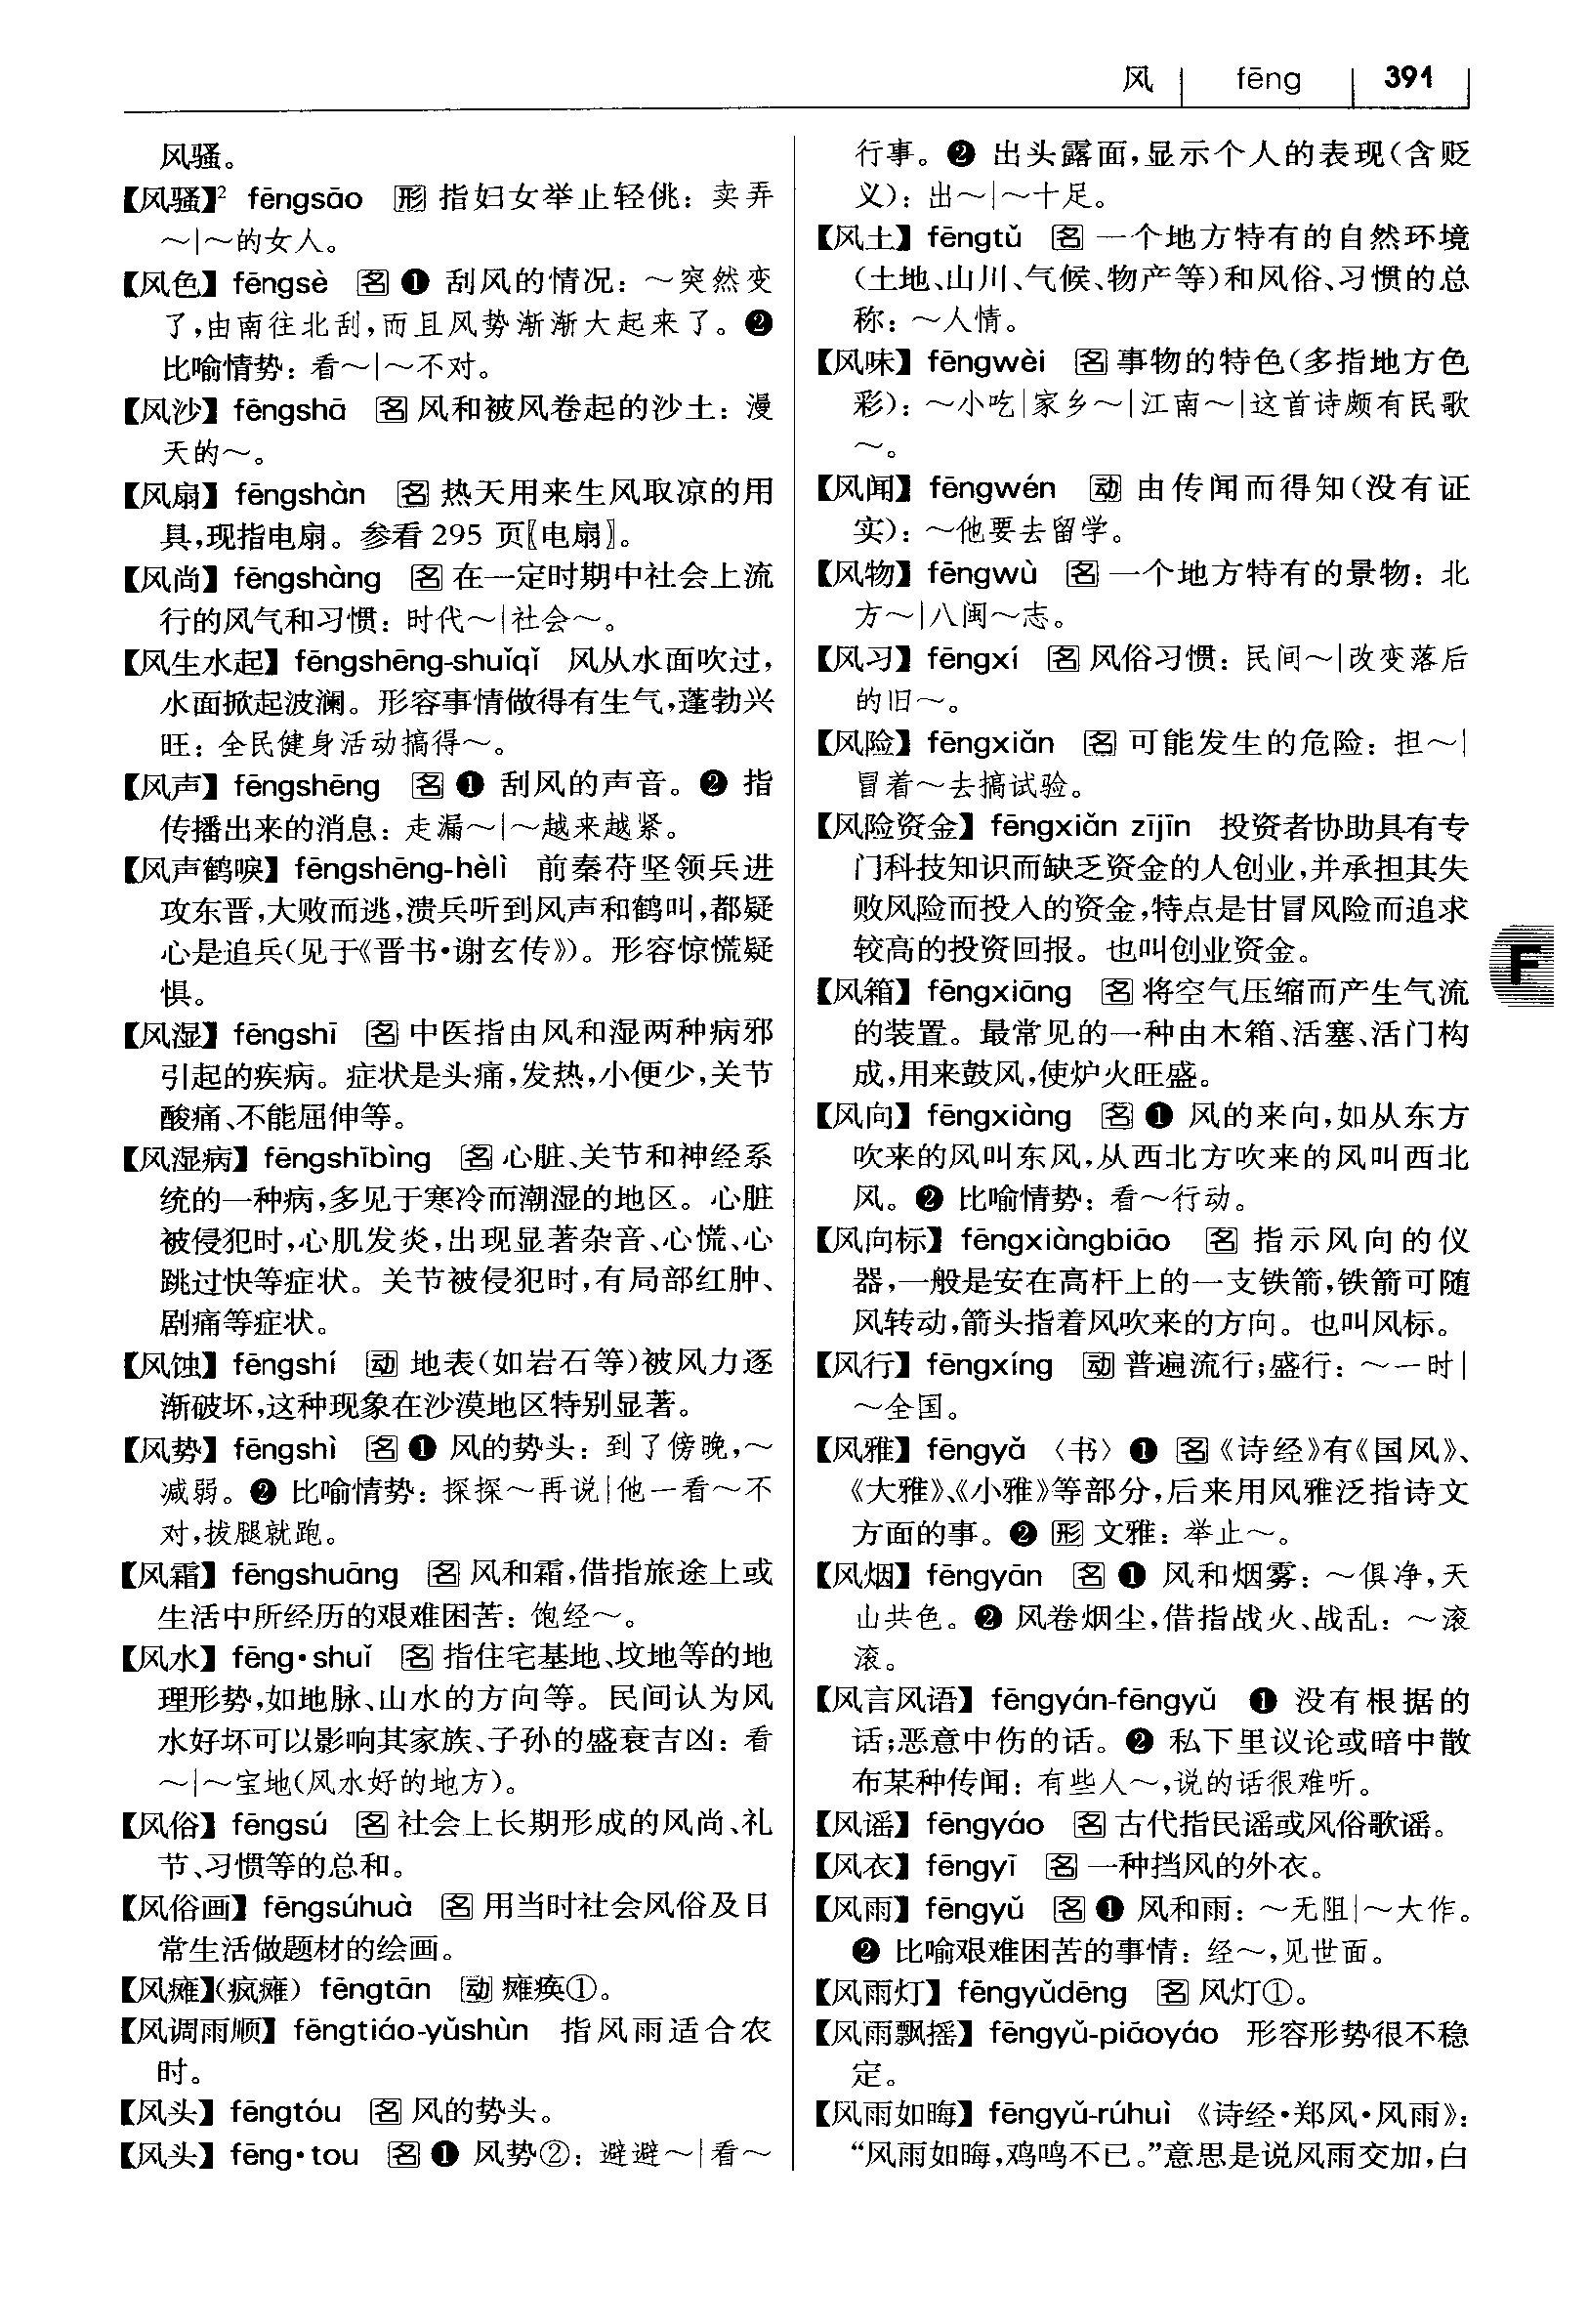 风 fēng 391
风骚。
【风骚】² fēngsāo 形 指妇女举止轻佻：卖弄
～|～的女人。
【风色】 fēngsè 名 ❶ 刮风的情况：～突然变
了，由南往北刮，而且风势渐渐大起来了。❷
比喻情势：看～|～不对。
【风沙】 fēngshā 名 风和被风卷起的沙土：漫
天的～。
【风扇】 fēngshàn 名 热天用来生风取凉的用
具，现指电扇。参看 295 页〖电扇〗。
【风尚】 fēngshàng 名 在一定时期中社会上流
行的风气和习惯：时代～|社会～。
【风生水起】 fēngshēng-shuǐqǐ 风从水面吹过，
水面掀起波澜。形容事情做得有生气，蓬勃兴
旺：全民健身活动搞得～。
【风声】 fēngshēng 名 ❶ 刮风的声音。❷ 指
传播出来的消息：走漏～|～越来越紧。
【风声鹤唳】 fēngshēng-hèlì 前秦苻坚领兵进
攻东晋，大败而逃，溃兵听到风声和鹤叫，都疑
心是追兵（见于《晋书·谢玄传》）。形容惊慌疑
惧。
【风湿】 fēngshī 名 中医指由风和湿两种病邪
引起的疾病。症状是头痛，发热，小便少，关节
酸痛、不能屈伸等。
【风湿病】 fēngshībìng 名 心脏、关节和神经系
统的一种病，多见于寒冷而潮湿的地区。心脏
被侵犯时，心肌发炎，出现显著杂音、心慌、心
跳过快等症状。关节被侵犯时，有局部红肿、
剧痛等症状。
【风蚀】 fēngshí 动 地表（如岩石等）被风力逐
渐破坏，这种现象在沙漠地区特别显著。
【风势】 fēngshì 名 ❶ 风的势头：到了傍晚，～
减弱。❷ 比喻情势：探探～再说|他一看～不
对，拔腿就跑。
【风霜】 fēngshuāng 名 风和霜，借指旅途上或
生活中所经历的艰难困苦：饱经～。
【风水】 fēng·shuǐ 名 指住宅基地、坟地等的地
理形势，如地脉、山水的方向等。民间认为风
水好坏可以影响其家族、子孙的盛衰吉凶：看
～|～宝地（风水好的地方）。
【风俗】 fēngsú 名 社会上长期形成的风尚、礼
节、习惯等的总和。
【风俗画】 fēngsúhuà 名 用当时社会风俗及日
常生活做题材的绘画。
【风瘫】（疯瘫） fēngtān 动 瘫痪①。
【风调雨顺】 fēngtiáo-yǔshùn 指风雨适合农
时。
【风头】 fēngtóu 名 风的势头。
【风头】 fēng·tou 名 ❶ 风势②：避避～|看～
行事。❷ 出头露面，显示个人的表现（含贬
义）：出～|～十足。
【风土】 fēngtǔ 名 一个地方特有的自然环境
（土地、山川、气候、物产等）和风俗、习惯的总
称：～人情。
【风味】 fēngwèi 名 事物的特色（多指地方色
彩）：～小吃|家乡～|江南～|这首诗颇有民歌
～。
【风闻】 fēngwén 动 由传闻而得知（没有证
实）：～他要去留学。
【风物】 fēngwù 名 一个地方特有的景物：北
方～|八闽～志。
【风习】 fēngxí 名 风俗习惯：民间～|改变落后
的旧～。
【风险】 fēngxiǎn 名 可能发生的危险：担～|
冒着～去搞试验。
【风险资金】 fēngxiǎn zījīn 投资者协助具有专
门科技知识而缺乏资金的人创业，并承担其失
败风险而投入的资金，特点是甘冒风险而追求
较高的投资回报。也叫创业资金。
F
【风箱】 fēngxiāng 名 将空气压缩而产生气流
的装置。最常见的一种由木箱、活塞、活门构
成，用来鼓风，使炉火旺盛。
【风向】 fēngxiàng 名 ❶ 风的来向，如从东方
吹来的风叫东风，从西北方吹来的风叫西北
风。❷ 比喻情势：看～行动。
【风向标】 fēngxiàngbiāo 名 指示风向的仪
器，一般是安在高杆上的一支铁箭，铁箭可随
风转动，箭头指着风吹来的方向。也叫风标。
【风行】 fēngxíng 动 普遍流行；盛行：～一时|
～全国。
【风雅】 fēngyǎ 〈书〉 ❶ 名《诗经》有《国风》、
《大雅》、《小雅》等部分，后来用风雅泛指诗文
方面的事。❷ 形 文雅：举止～。
【风烟】 fēngyān 名 ❶ 风和烟雾：～俱净，天
山共色。❷ 风卷烟尘，借指战火、战乱：～滚
滚。
【风言风语】 fēngyán-fēngyǔ ❶ 没有根据的
话；恶意中伤的话。❷ 私下里议论或暗中散
布某种传闻：有些人～，说的话很难听。
【风谣】 fēngyáo 名 古代指民谣或风俗歌谣。
【风衣】 fēngyī 名 一种挡风的外衣。
【风雨】 fēngyǔ 名 ❶ 风和雨：～无阻|～大作。
❷ 比喻艰难困苦的事情：经～，见世面。
【风雨灯】 fēngyǔdēng 名 风灯①。
【风雨飘摇】 fēngyǔ-piāoyáo 形容形势很不稳
定。
【风雨如晦】 fēngyǔ-rúhuì 《诗经·郑风·风雨》：
“风雨如晦，鸡鸣不已。”意思是说风雨交加，白